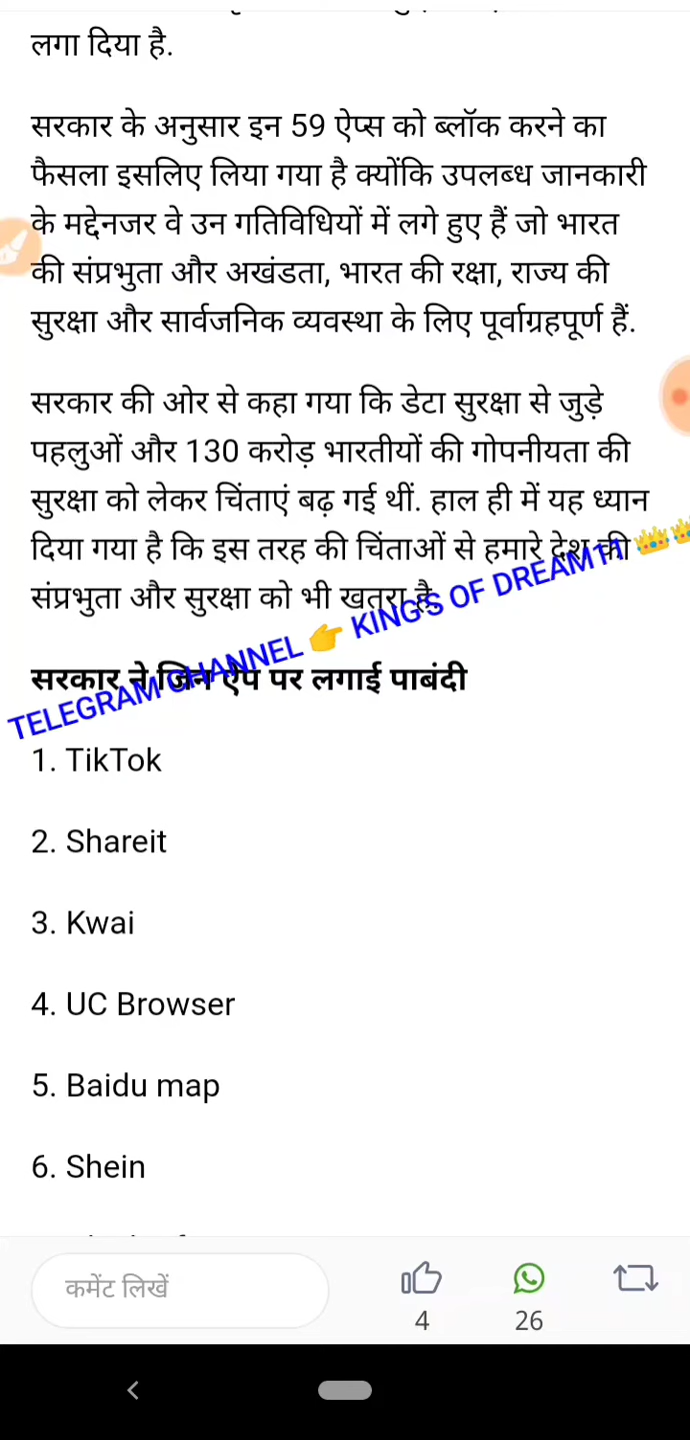 लगा दिया है.
सरकार के अनुसार इन 59 ऐप्स को ब्लॉक करने का
फैसला इसलिए लिया गया है क्योंकि उपलब्ध जानकारी
के मद्देनजर वे उन गतिविधियों में लगे हुए हैं जो भारत
की संप्रभुता और अखंडता, भारत की रक्षा, राज्य की
सुरक्षा और सार्वजनिक व्यवस्था के लिए पूर्वाग्रहपूर्ण हैं.
सरकार की ओर से कहा गया कि डेटा सुरक्षा से जुड़े
पहलुओं और 130 करोड़ भारतीयों की गोपनीयता की
सुरक्षा को लेकर चिंताएं बढ़ गई थीं. हाल ही में यह ध्यान
दिया गया है कि इस तरह की चिंताओं से हमारे देश की
संप्रभुता और सुरक्षा को भी खतरा है.
TELEGRAM CHANNEL 👉 KING'S OF DREAM11 👑👑
सरकार ने जिन ऐप पर लगाई पाबंदी
1. TikTok
2. Shareit
3. Kwai
4. UC Browser
5. Baidu map
6. Shein
कमेंट लिखें
4
26